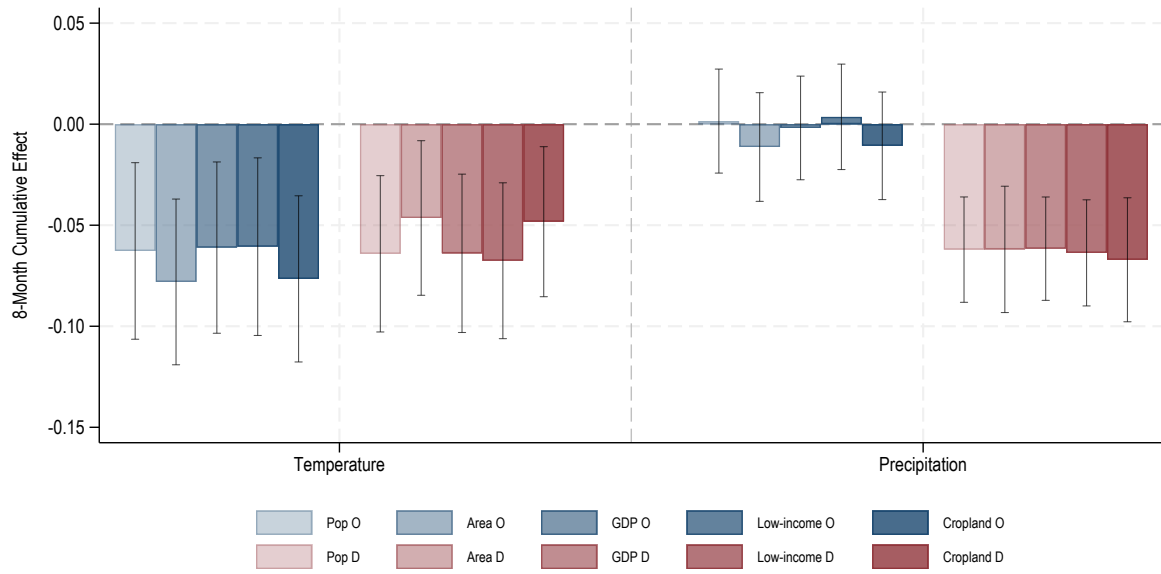 8-Month Cumulative Effect
0.05
0.00
-0.05
-0.10
-0.15
Temperature
Precipitation
Pop O
Area O
GDP O
Low-income O
Cropland O
Pop D
Area D
GDP D
Low-income D
Cropland D